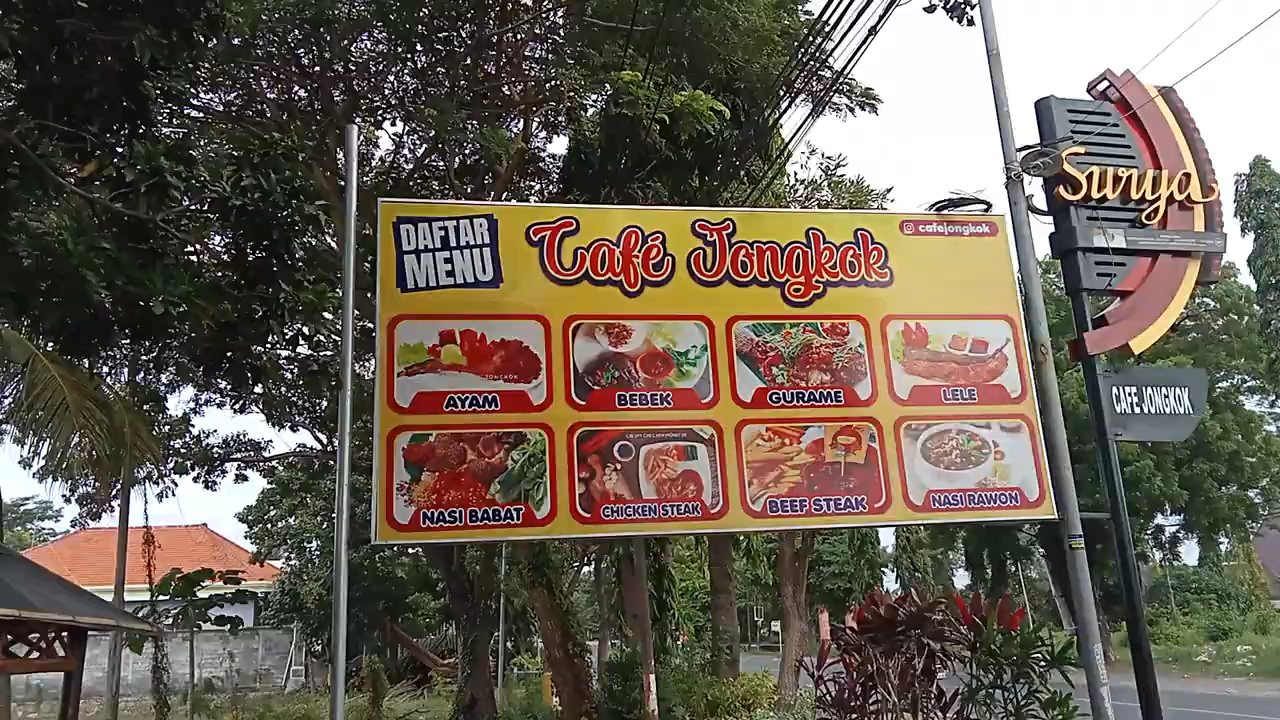 DAFTAR
MENU
Café Jongkok
cafejongkok
Surya
CAFE JONGKOK
JONGKOK
AYAM
BEBEK
GURAME
LELE
NASI BABAT
CHICKEN STEAK
BEEF STEAK
NASI RAWON